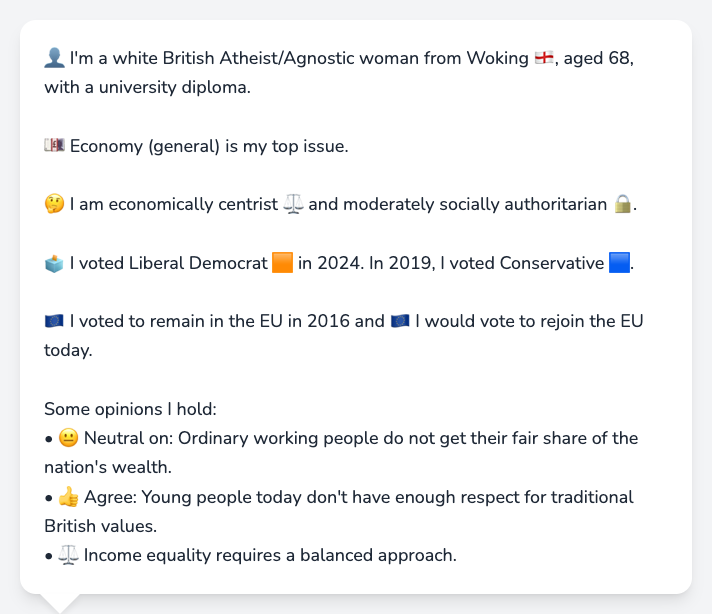 👤 I'm a white British Atheist/Agnostic woman from Woking 🏴󠁧󠁢󠁥󠁮󠁧󠁿, aged 68,
with a university diploma.
💷 Economy (general) is my top issue.
🤔 I am economically centrist ⚖️ and moderately socially authoritarian 🔒.
🗳️ I voted Liberal Democrat 🟧 in 2024. In 2019, I voted Conservative 🟦.
🇪🇺 I voted to remain in the EU in 2016 and 🇪🇺 I would vote to rejoin the EU
today.
Some opinions I hold:
• 😐 Neutral on: Ordinary working people do not get their fair share of the
nation's wealth.
• 👍 Agree: Young people today don't have enough respect for traditional
British values.
• ⚖️ Income equality requires a balanced approach.